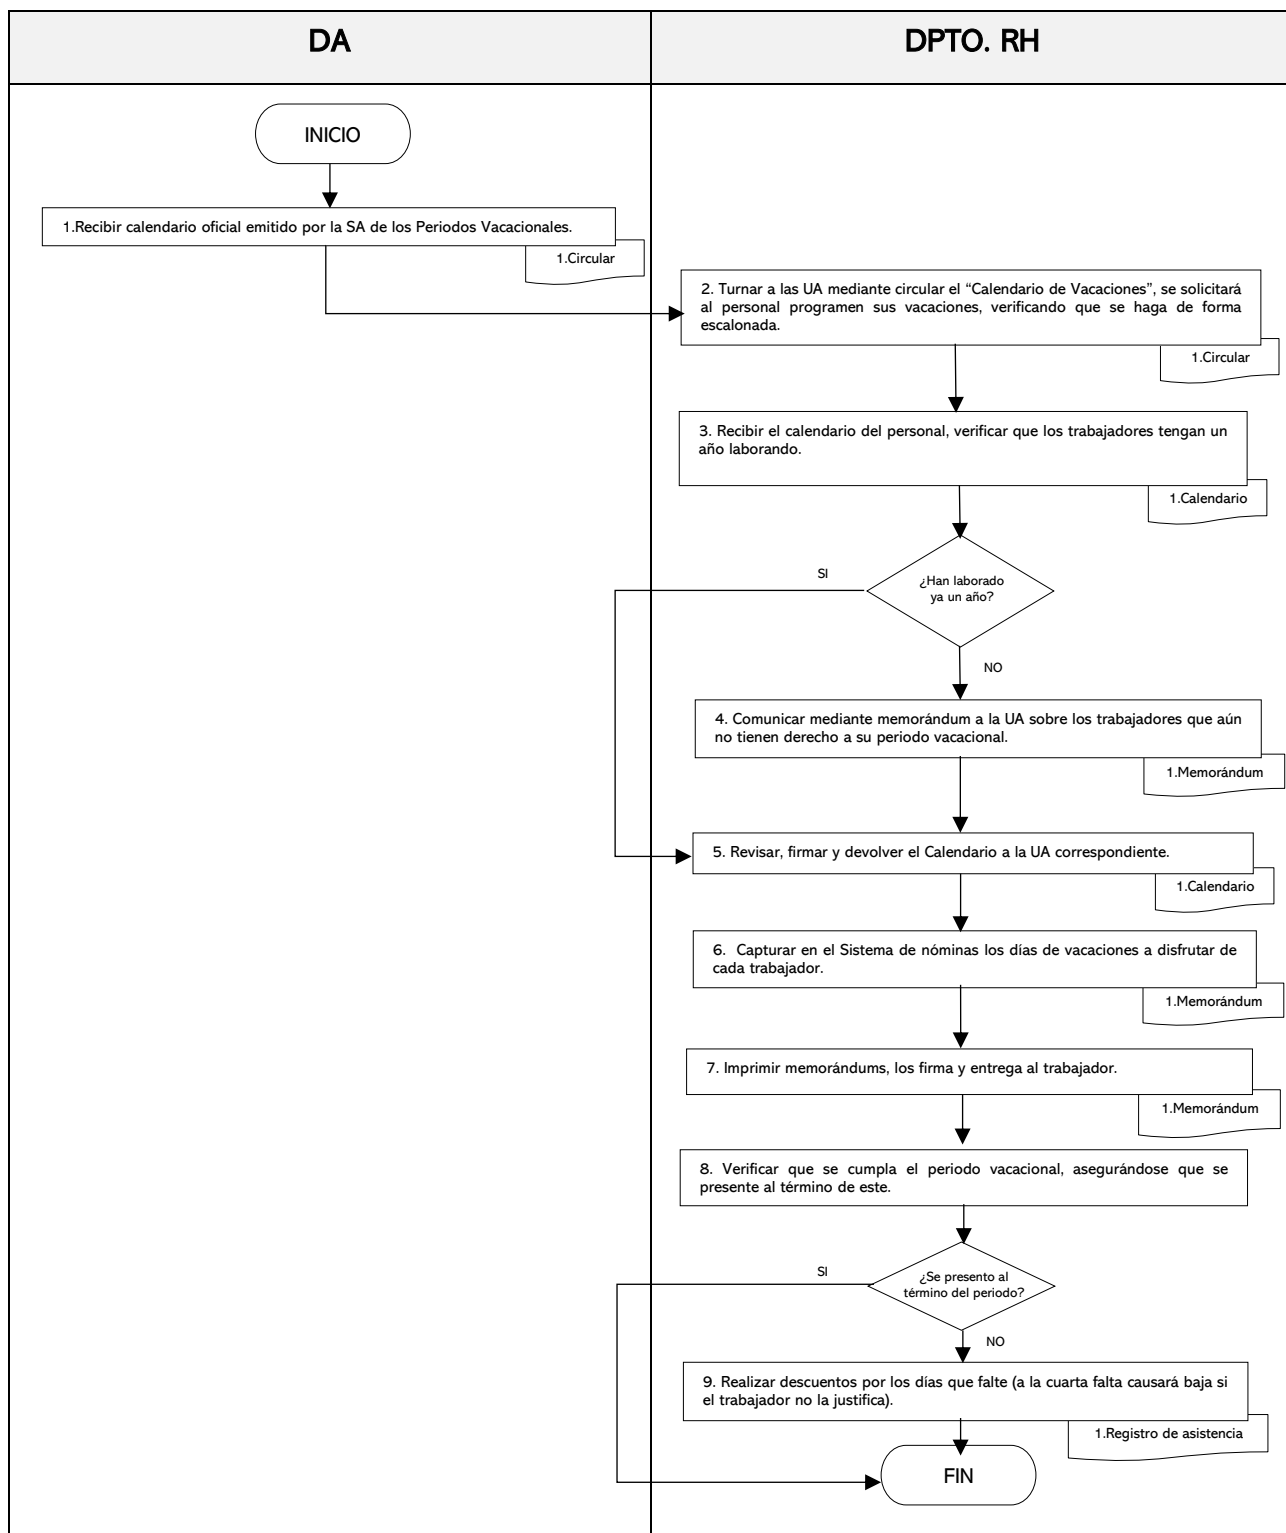 DA
DPTO. RH
INICIO
1.Recibir calendario oficial emitido por la SA de los Periodos Vacacionales.
1.Circular
2. Turnar a las UA mediante circular el “Calendario de Vacaciones”, se solicitará
al personal programen sus vacaciones, verificando que se haga de forma
escalonada.
1.Circular
3. Recibir el calendario del personal, verificar que los trabajadores tengan un
año laborando.
1.Calendario
¿Han laborado
ya un año?
SI
NO
4. Comunicar mediante memorándum a la UA sobre los trabajadores que aún
no tienen derecho a su periodo vacacional.
1.Memorándum
5. Revisar, firmar y devolver el Calendario a la UA correspondiente.
1.Calendario
6. Capturar en el Sistema de nóminas los días de vacaciones a disfrutar de
cada trabajador.
1.Memorándum
7. Imprimir memorándums, los firma y entrega al trabajador.
1.Memorándum
8. Verificar que se cumpla el periodo vacacional, asegurándose que se
presente al término de este.
¿Se presento al
término del periodo?
SI
NO
9. Realizar descuentos por los días que falte (a la cuarta falta causará baja si
el trabajador no la justifica).
1.Registro de asistencia
FIN